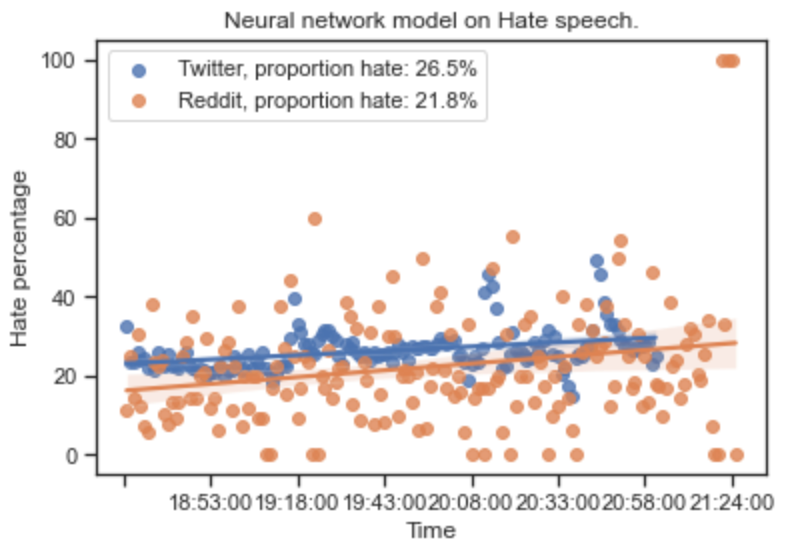 Neural network model on Hate speech.
Twitter, proportion hate: 26.5%
Reddit, proportion hate: 21.8%
Hate percentage
100
80
60
40
20
0
18:53:00 19:18:00 19:43:00 20:08:00 20:33:00 20:58:00 21:24:00
Time